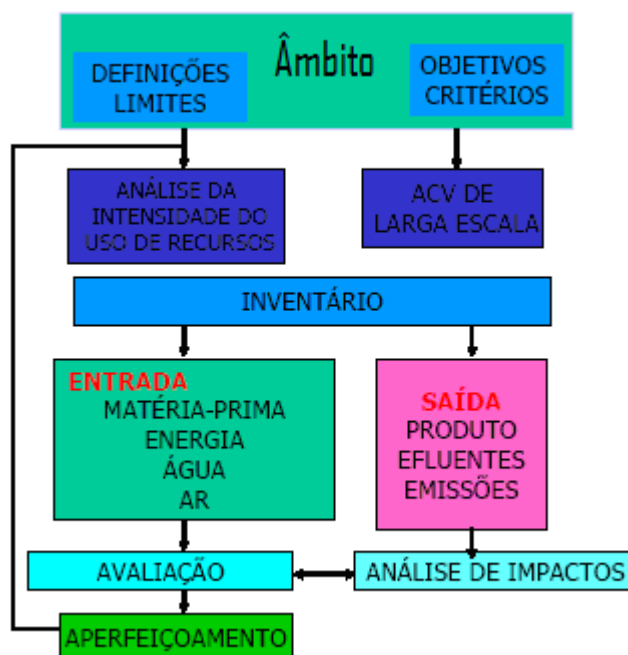 Âmbito
DEFINIÇÕES
LIMITES
OBJETIVOS
CRITÉRIOS
ANÁLISE DA
INTENSIDADE DO
USO DE RECURSOS
ACV DE
LARGA ESCALA
INVENTÁRIO
ENTRADA
MATÉRIA-PRIMA
ENERGIA
ÁGUA
AR
SAÍDA
PRODUTO
EFLUENTES
EMISSÕES
AVALIAÇÃO
ANÁLISE DE IMPACTOS
APERFEIÇOAMENTO